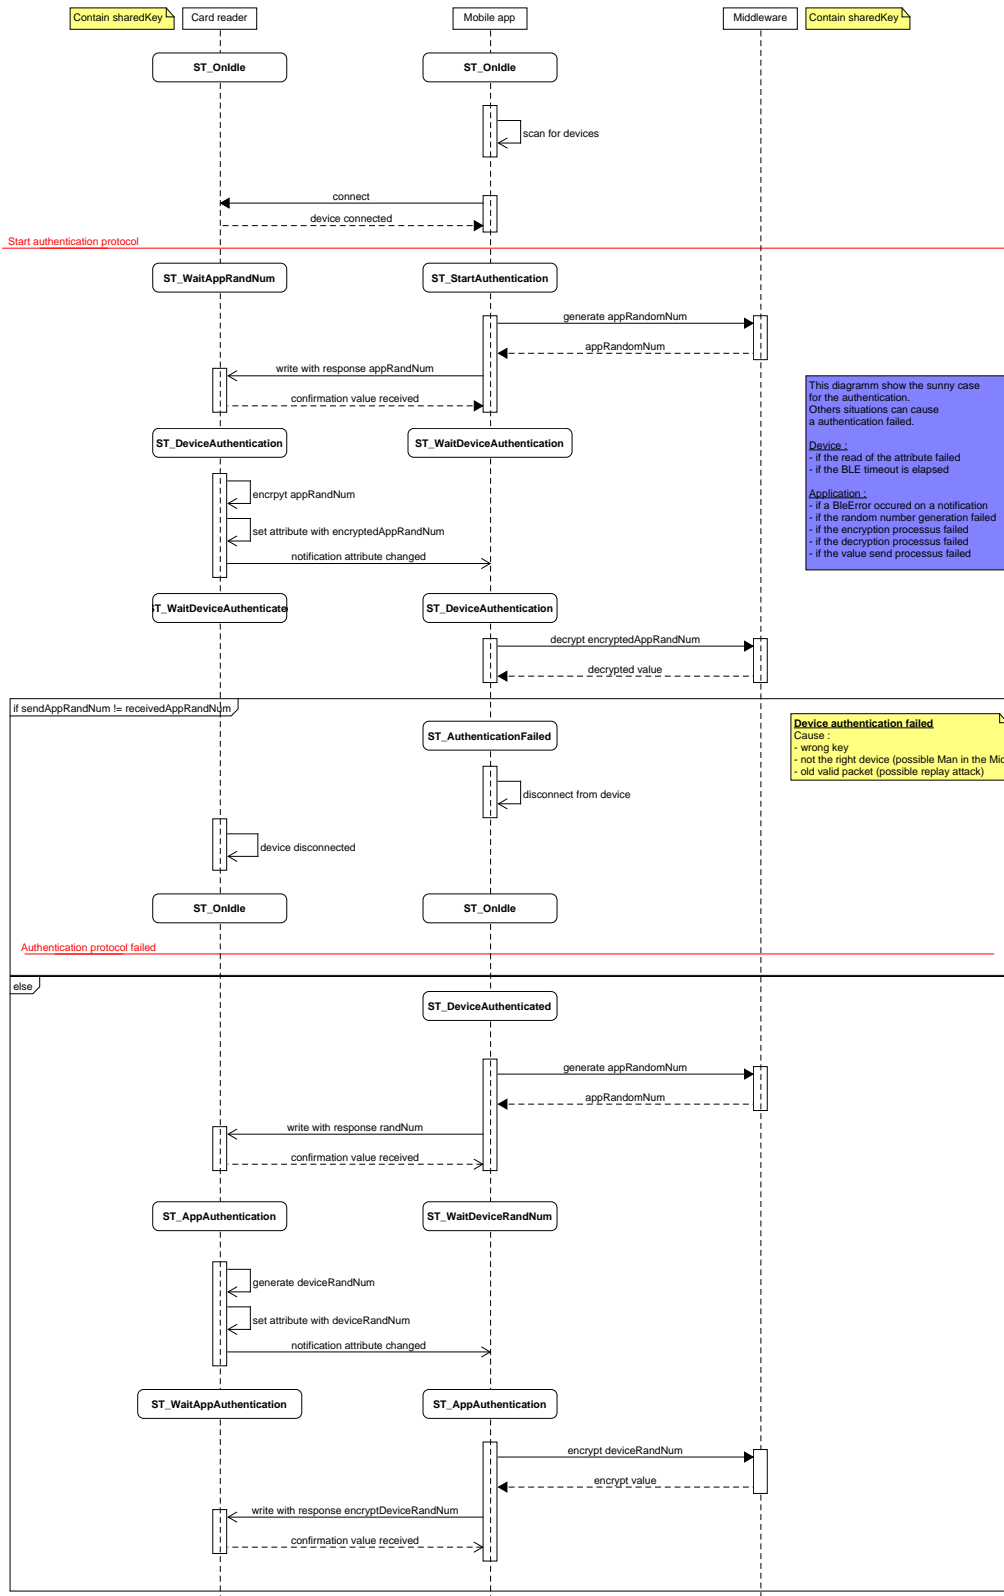 Contain sharedKey
Card reader
Mobile app
Middleware
Contain sharedKey
ST_OnIdle
ST_OnIdle
scan for devices
connect
device connected
Start authentication protocol
ST_WaitAppRandNum
ST_StartAuthentication
generate appRandomNum
appRandomNum
write with response appRandNum
confirmation value received
This diagramm show the sunny case
for the authentication.
Others situations can cause
a authentication failed.
Device :
- if the read of the attribute failed
- if the BLE timeout is elapsed
Application :
- if a BleError occured on a notification
- if the random number generation failed
- if the encryption processus failed
- if the decryption processus failed
- if the value send processus failed
ST_DeviceAuthentication
ST_WaitDeviceAuthentication
encrpyt appRandNum
set attribute with encryptedAppRandNum
notification attribute changed
ST_WaitDeviceAuthenticate
ST_DeviceAuthentication
decrypt encryptedAppRandNum
decrypted value
if sendAppRandNum != receivedAppRandNum
Device authentication failed
Cause :
- wrong key
- not the right device (possible Man in the Mid
- old valid packet (possible replay attack)
ST_AuthenticationFailed
disconnect from device
device disconnected
ST_OnIdle
ST_OnIdle
Authentication protocol failed
else
ST_DeviceAuthenticated
generate appRandomNum
appRandomNum
write with response randNum
confirmation value received
ST_AppAuthentication
ST_WaitDeviceRandNum
generate deviceRandNum
set attribute with deviceRandNum
notification attribute changed
ST_WaitAppAuthentication
ST_AppAuthentication
encrypt deviceRandNum
encrypt value
write with response encryptDeviceRandNum
confirmation value received